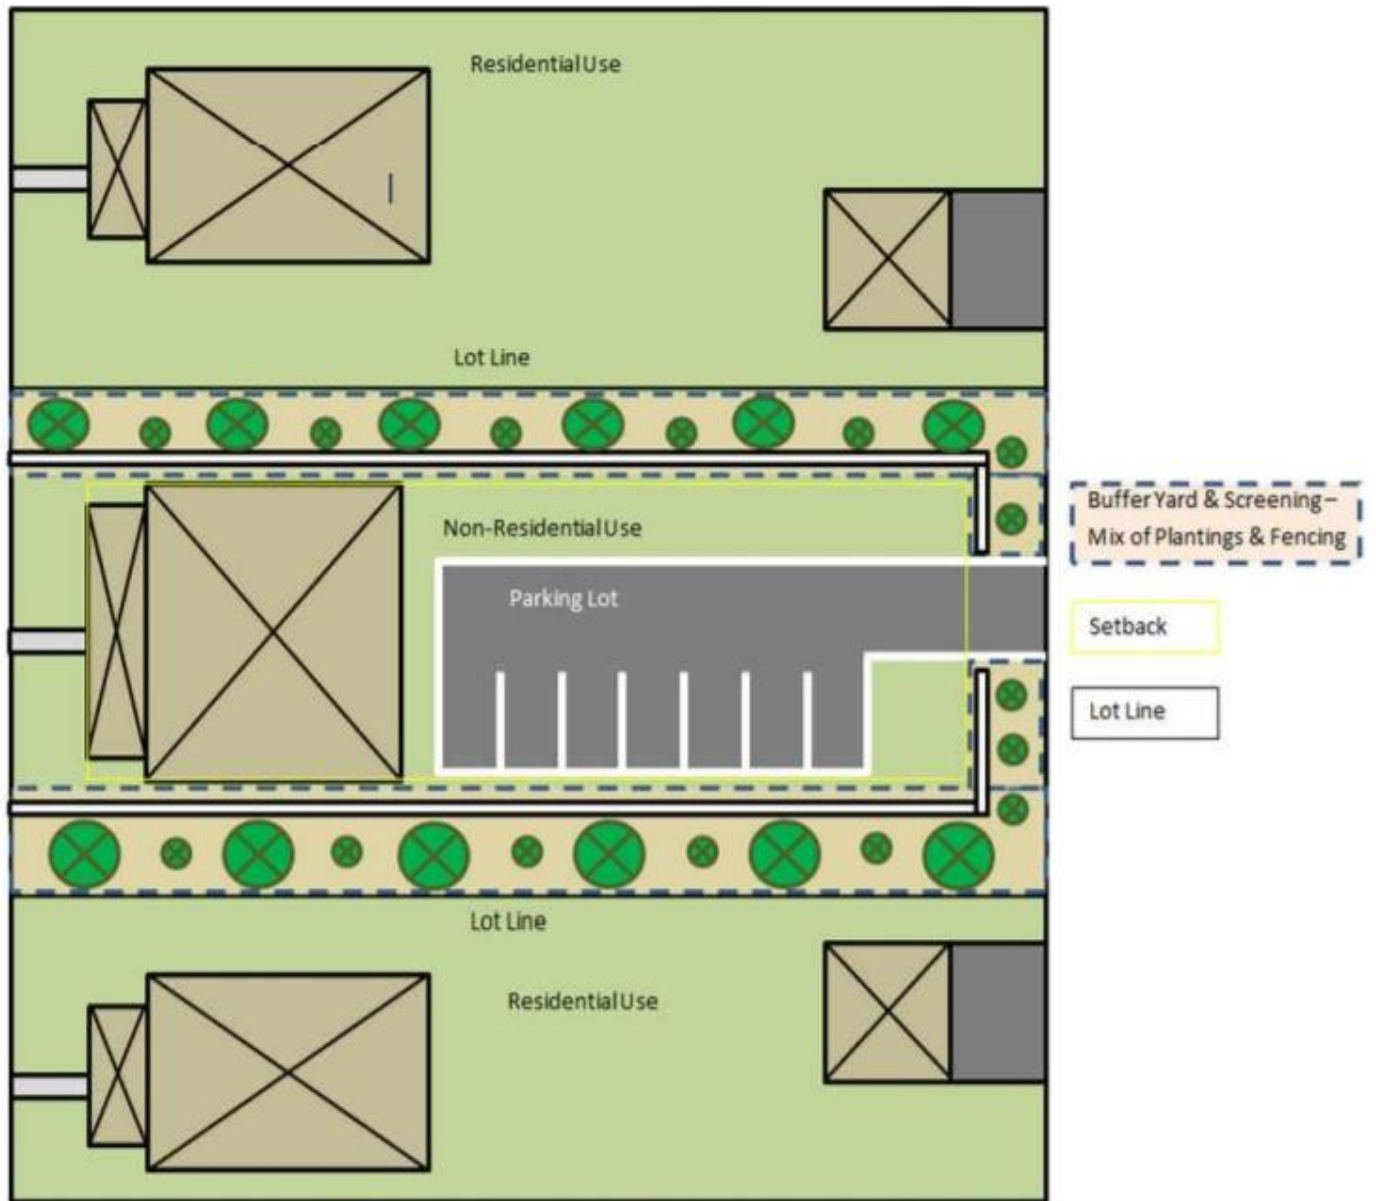 Residential Use
Lot Line
Non-Residential Use
Parking Lot
Buffer Yard & Screening –
Mix of Plantings & Fencing
Setback
Lot Line
Lot Line
Residential Use